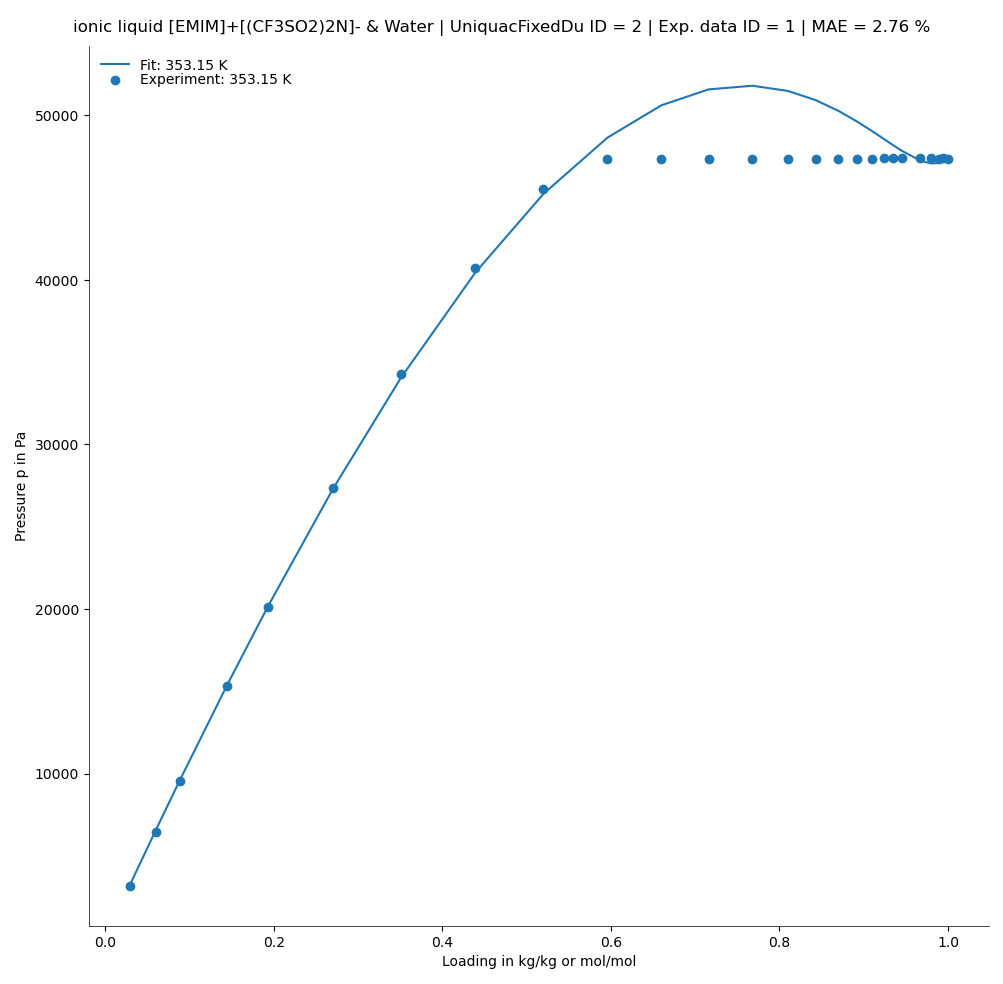 ionic liquid [EMIM]+[(CF3SO2)2N]- & Water | UniquacFixedDu ID = 2 | Exp. data ID = 1 | MAE = 2.76 %
Fit: 353.15 K
Experiment: 353.15 K
50000
40000
30000
20000
10000
Pressure p in Pa
0.0 0.2 0.4 0.6 0.8 1.0
Loading in kg/kg or mol/mol